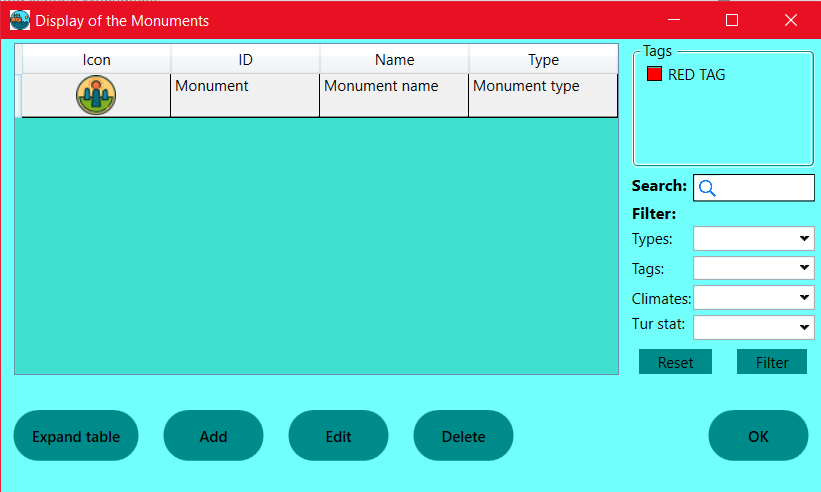 Display of the Monuments
Icon ID Name Type
Monument Monument name Monument type
Tags
RED TAG
Search:
Filter:
Types:
Tags:
Climates:
Tur stat:
Reset Filter
Expand table Add Edit Delete OK